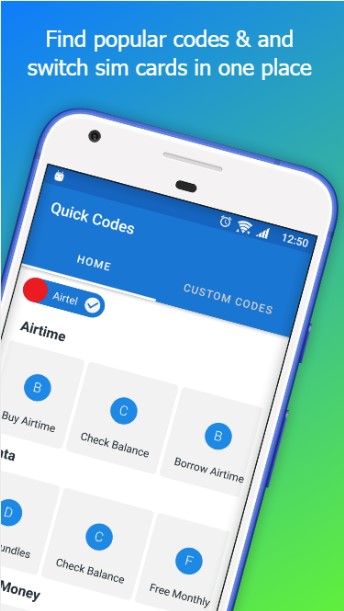 Find popular codes & and
switch sim cards in one place
12:50
Quick Codes
HOME
CUSTOM CODES
Airtel
Airtime
B
Buy Airtime
C
Check Balance
B
Borrow Airtime
ata
D
undles
C
Check Balance
F
Free Monthly
Money